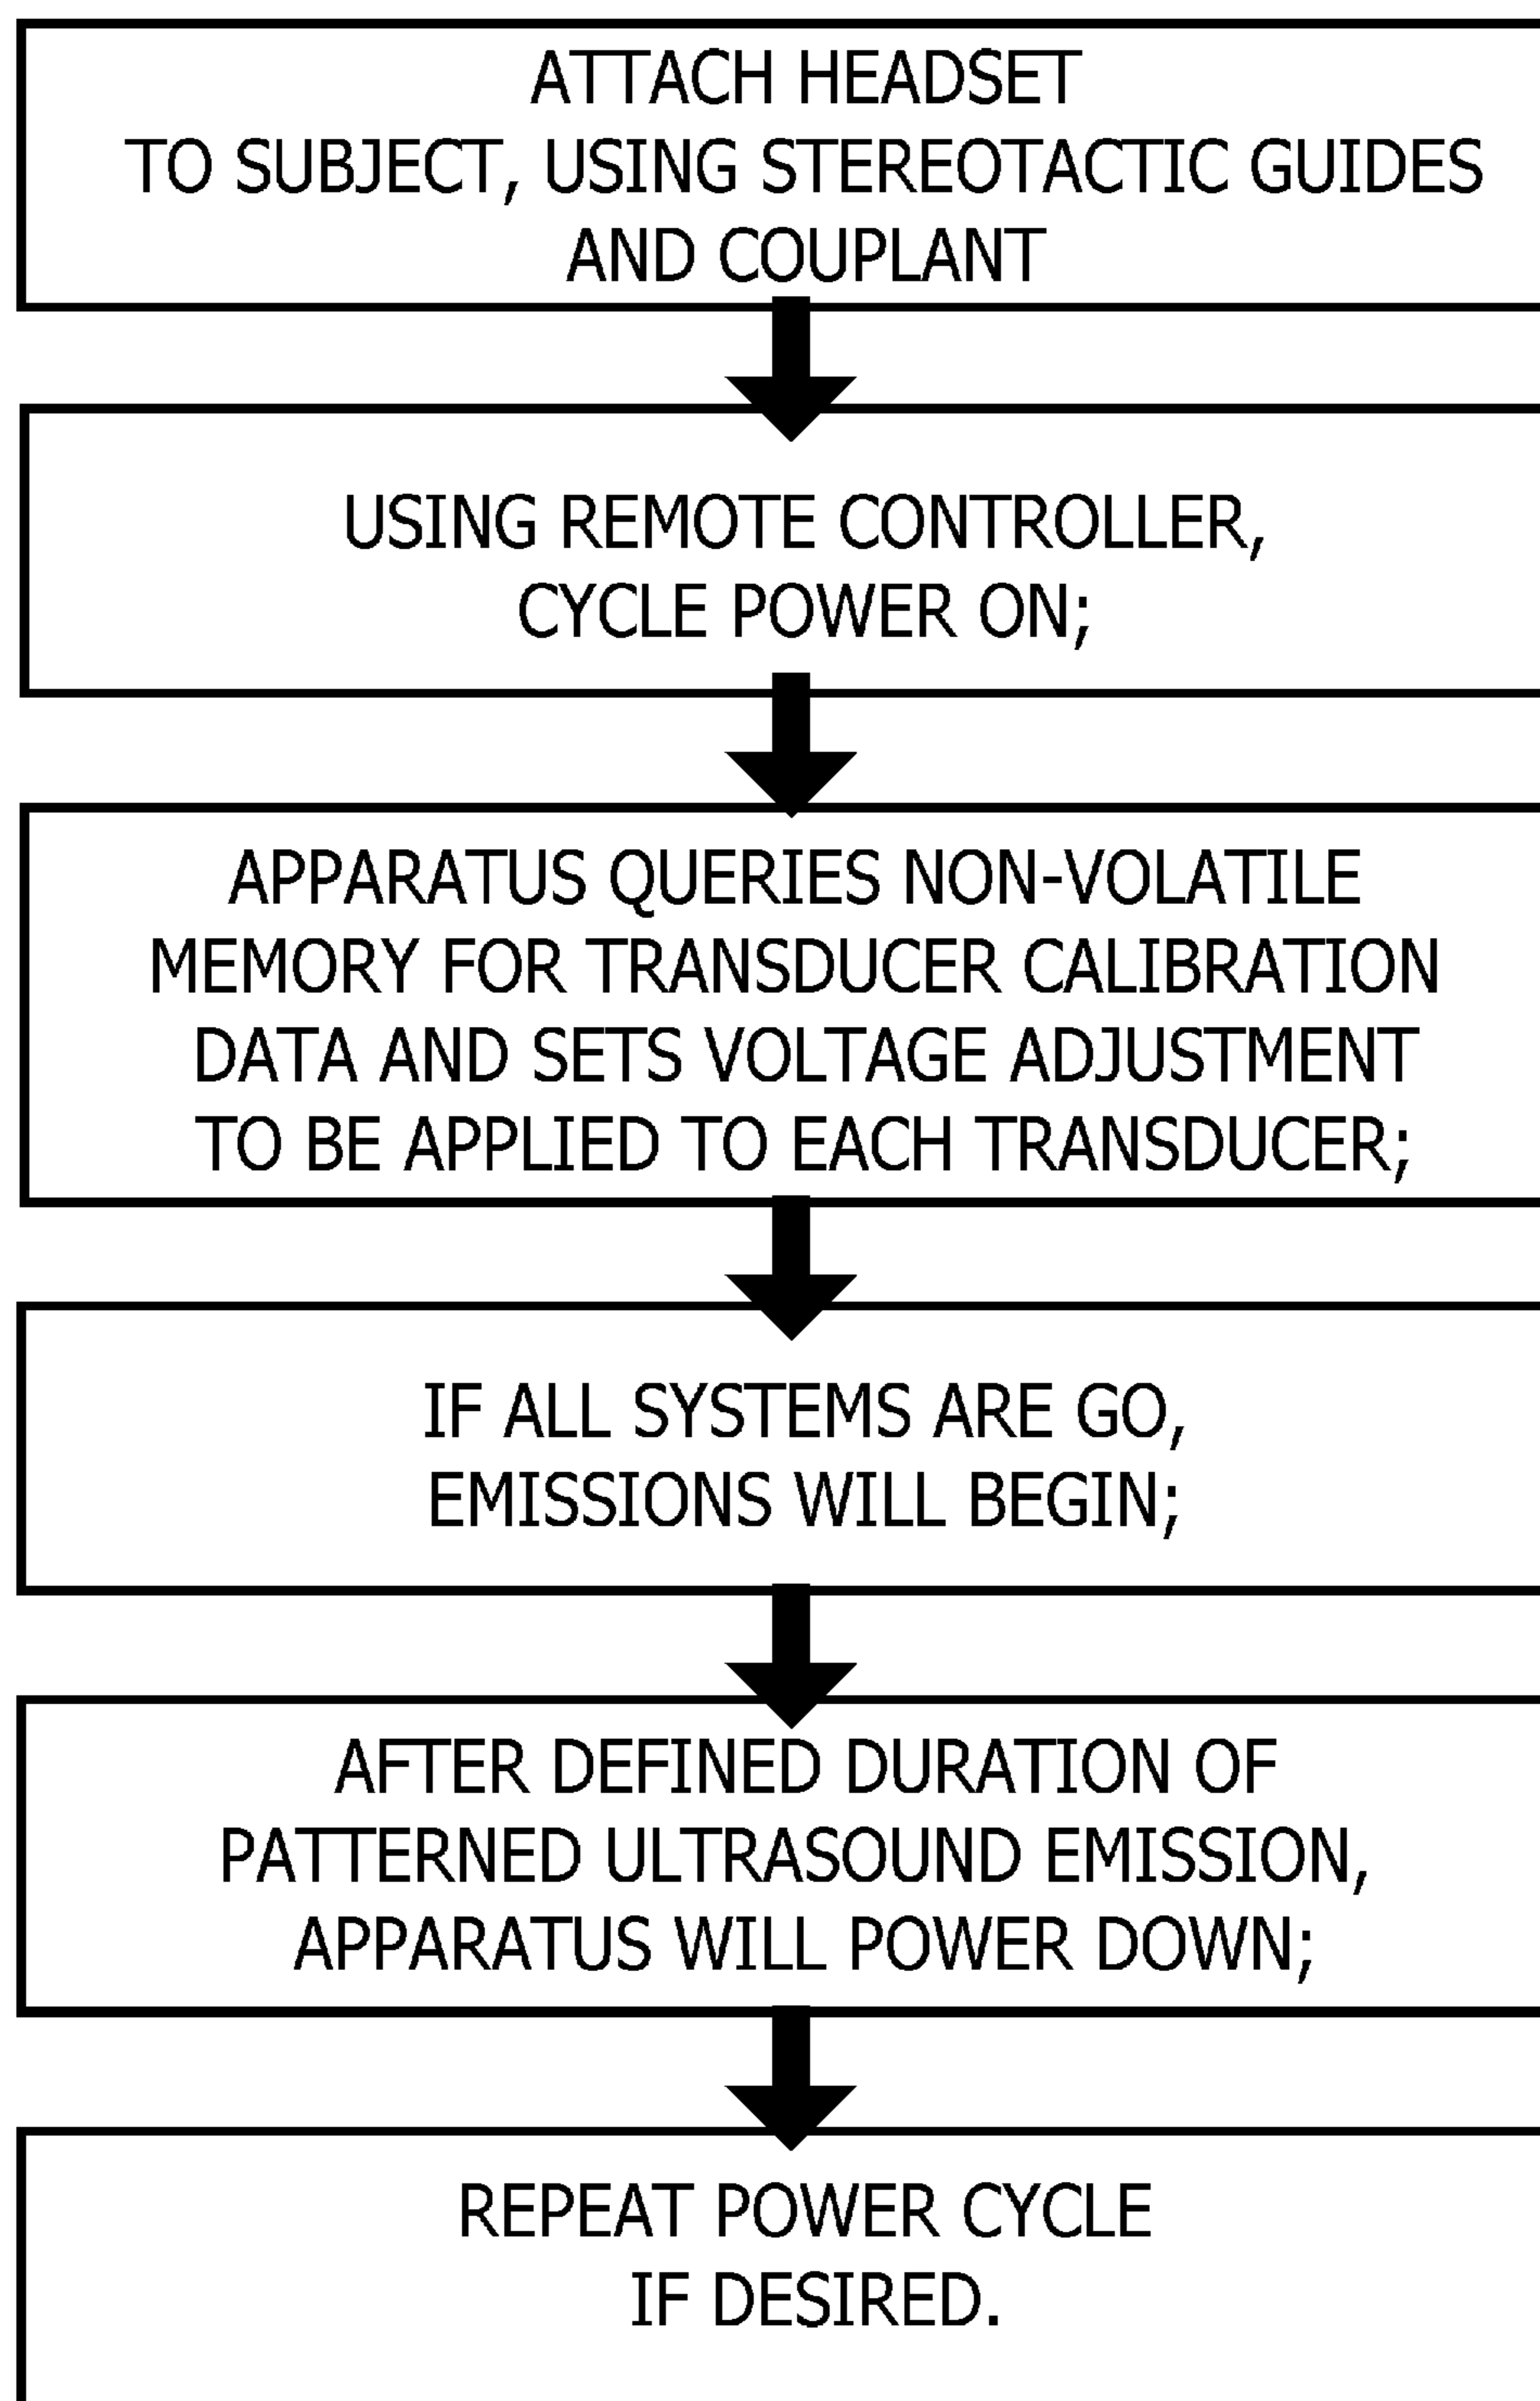 ATTACH HEADSET
TO SUBJECT, USING STEREOTACTIC GUIDES
AND COUPLANT
USING REMOTE CONTROLLER,
CYCLE POWER ON;
APPARATUS QUERIES NON-VOLATILE
MEMORY FOR TRANSDUCER CALIBRATION
DATA AND SETS VOLTAGE ADJUSTMENT
TO BE APPLIED TO EACH TRANSDUCER;
IF ALL SYSTEMS ARE GO,
EMISSIONS WILL BEGIN;
AFTER DEFINED DURATION OF
PATTERNED ULTRASOUND EMISSION,
APPARATUS WILL POWER DOWN;
REPEAT POWER CYCLE
IF DESIRED.